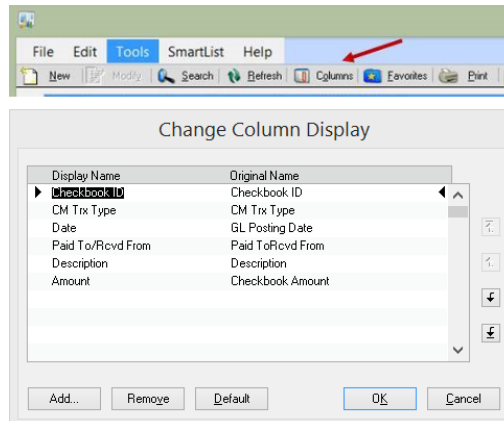 File Edit Tools SmartList Help
New Modify Search Refresh Columns Favorites Print
Change Column Display
Display Name Original Name
Checkbook ID Checkbook ID
CM Trx Type CM Trx Type
Date GL Posting Date
Paid To/Rcvd From Paid ToRcvd From
Description Description
Amount Checkbook Amount
Add... Remove Default OK Cancel